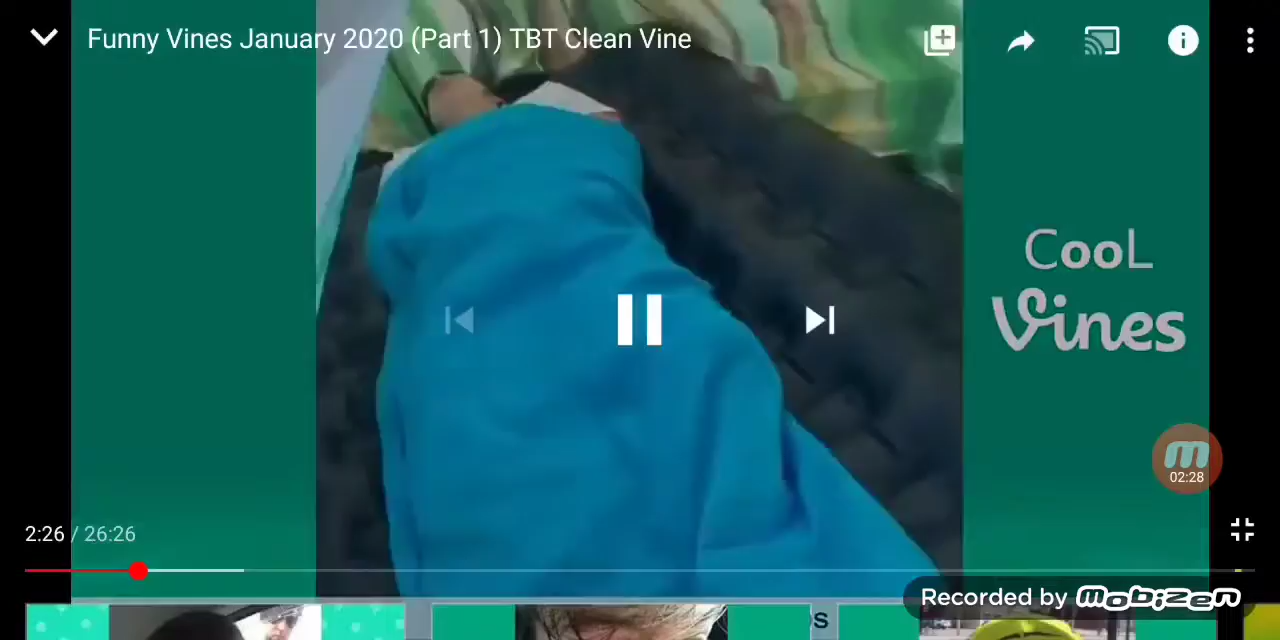 Funny Vines January 2020 (Part 1) TBT Clean Vine
CooL
Vines
m
02:28
2:26 / 26:26
Recorded by mobizen